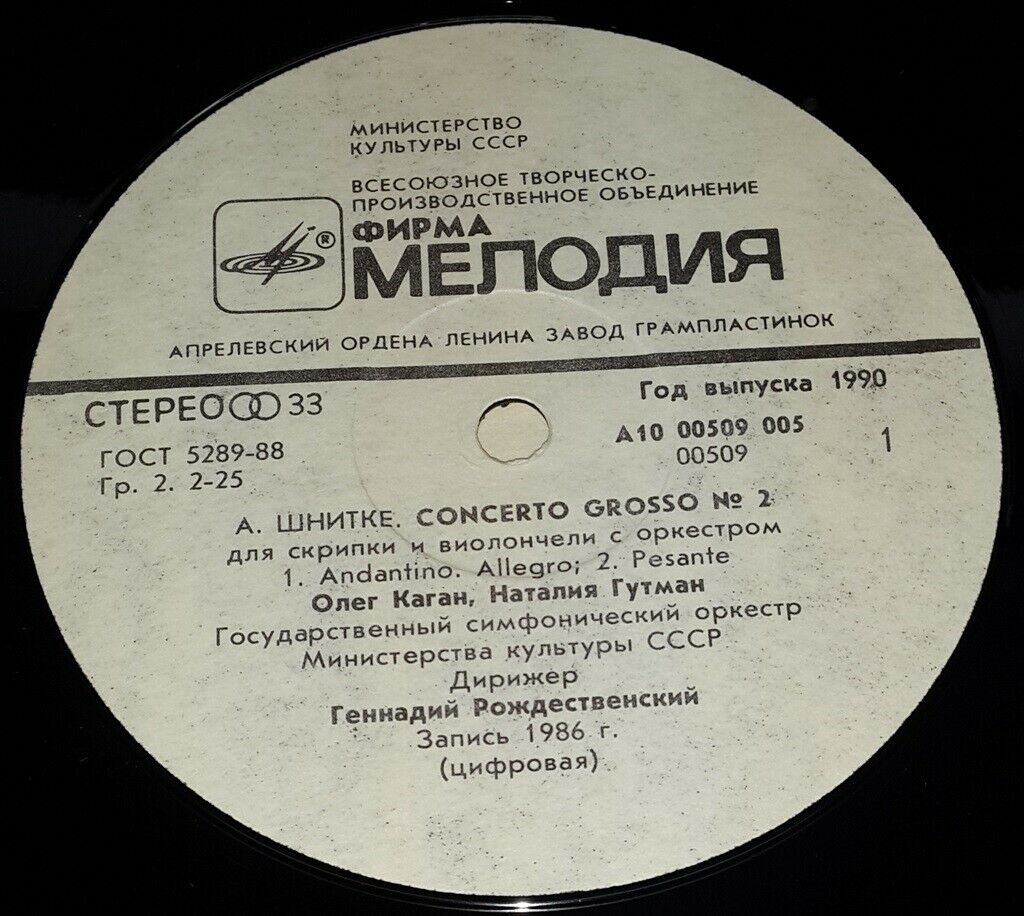 МИНИСТЕРСТВО
КУЛЬТУРЫ СССР
ВСЕСОЮЗНОЕ ТВОРЧЕСКО-
ПРОИЗВОДСТВЕННОЕ ОБЪЕДИНЕНИЕ
ФИРМА
®
МЕЛОДИЯ
АПРЕЛЕВСКИЙ ОРДЕНА ЛЕНИНА ЗАВОД ГРАМПЛАСТИНОК
СТЕРЕО 33
Год выпуска 1990
ГОСТ 5289-88
А10 00509 005
1
Гр. 2. 2-25
00509
А. ШНИТКЕ. CONCERTO GROSSO № 2
для скрипки и виолончели с оркестром
1. Andantino. Allegro; 2. Pesante
Олег Каган, Наталия Гутман
Государственный симфонический оркестр
Министерства культуры СССР
Дирижер
Геннадий Рождественский
Запись 1986 г.
(цифровая)